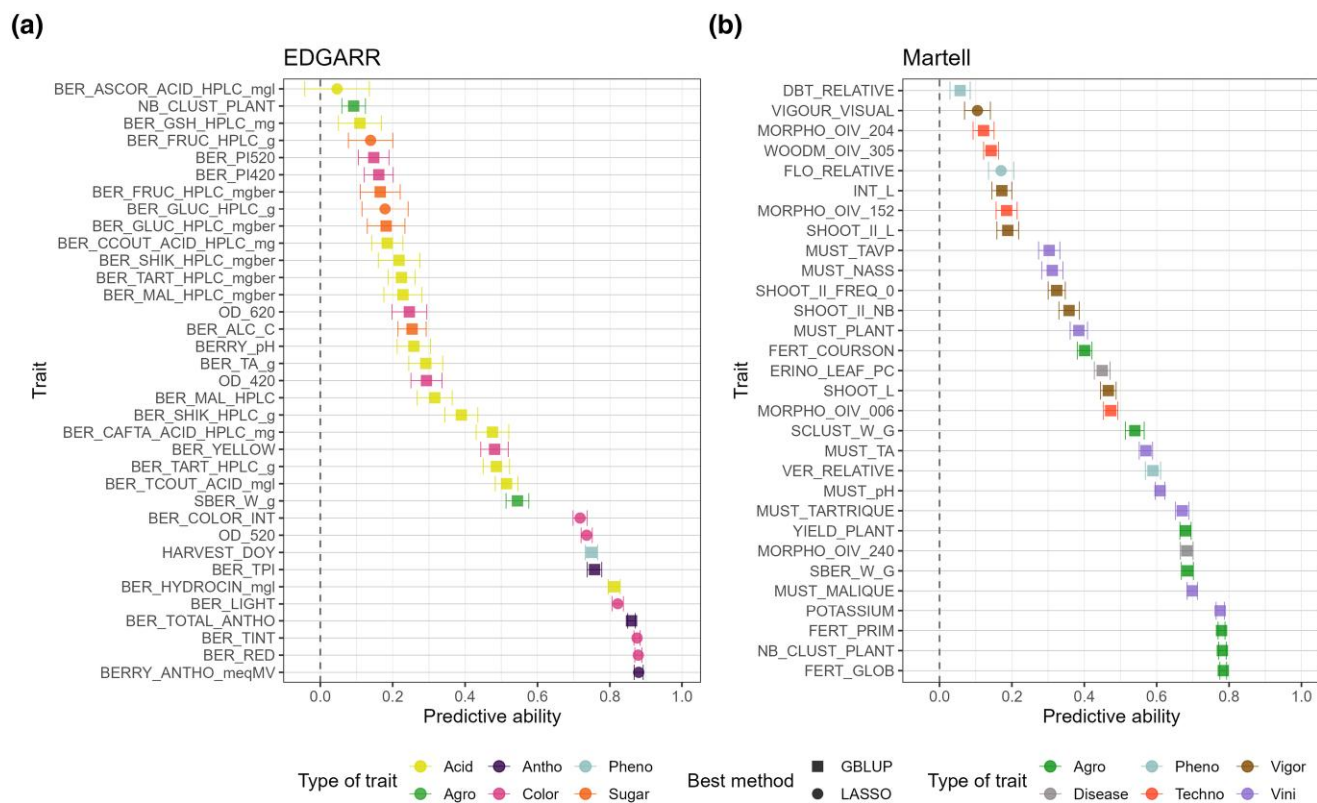 (a)
EDGARR
Trait
BER_ASCOR_ACID_HPLC_mgl
NB_CLUST_PLANT
BER_GSH_HPLC_mg
BER_FRUC_HPLC_g
BER_PI520
BER_PI420
BER_FRUC_HPLC_mgber
BER_GLUC_HPLC_g
BER_GLUC_HPLC_mgber
BER_CCOUT_ACID_HPLC_mg
BER_SHIK_HPLC_mgber
BER_TART_HPLC_mgber
BER_MAL_HPLC_mgber
OD_620
BER_ALC_C
BERRY_pH
BER_TA_g
OD_420
BER_MAL_HPLC
BER_SHIK_HPLC_g
BER_CAFTA_ACID_HPLC_mg
BER_YELLOW
BER_TART_HPLC_g
BER_TCOUT_ACID_mgl
SBER_W_g
BER_COLOR_INT
OD_520
HARVEST_DOY
BER_TPI
BER_HYDROCIN_mgl
BER_LIGHT
BER_TOTAL_ANTHO
BER_TINT
BER_RED
BERRY_ANTHO_meqMV
0.0 0.2 0.4 0.6 0.8 1.0
Predictive ability
(b)
Martell
Trait
DBT_RELATIVE
VIGOUR_VISUAL
MORPHO_OIV_204
WOODM_OIV_305
FLO_RELATIVE
INT_L
MORPHO_OIV_152
SHOOT_II_L
MUST_TAVP
MUST_NASS
SHOOT_II_FREQ_0
SHOOT_II_NB
MUST_PLANT
FERT_COURSON
ERINO_LEAF_PC
SHOOT_L
MORPHO_OIV_006
SCLUST_W_G
MUST_TA
VER_RELATIVE
MUST_pH
MUST_TARTRIQUE
YIELD_PLANT
MORPHO_OIV_240
SBER_W_G
MUST_MALIQUE
POTASSIUM
FERT_PRIM
NB_CLUST_PLANT
FERT_GLOB
0.0 0.2 0.4 0.6 0.8 1.0
Predictive ability
Type of trait
Acid Antho Pheno
Agro Color Sugar
Best method
GBLUP
LASSO
Type of trait
Agro Pheno Vigor
Disease Techno Vini